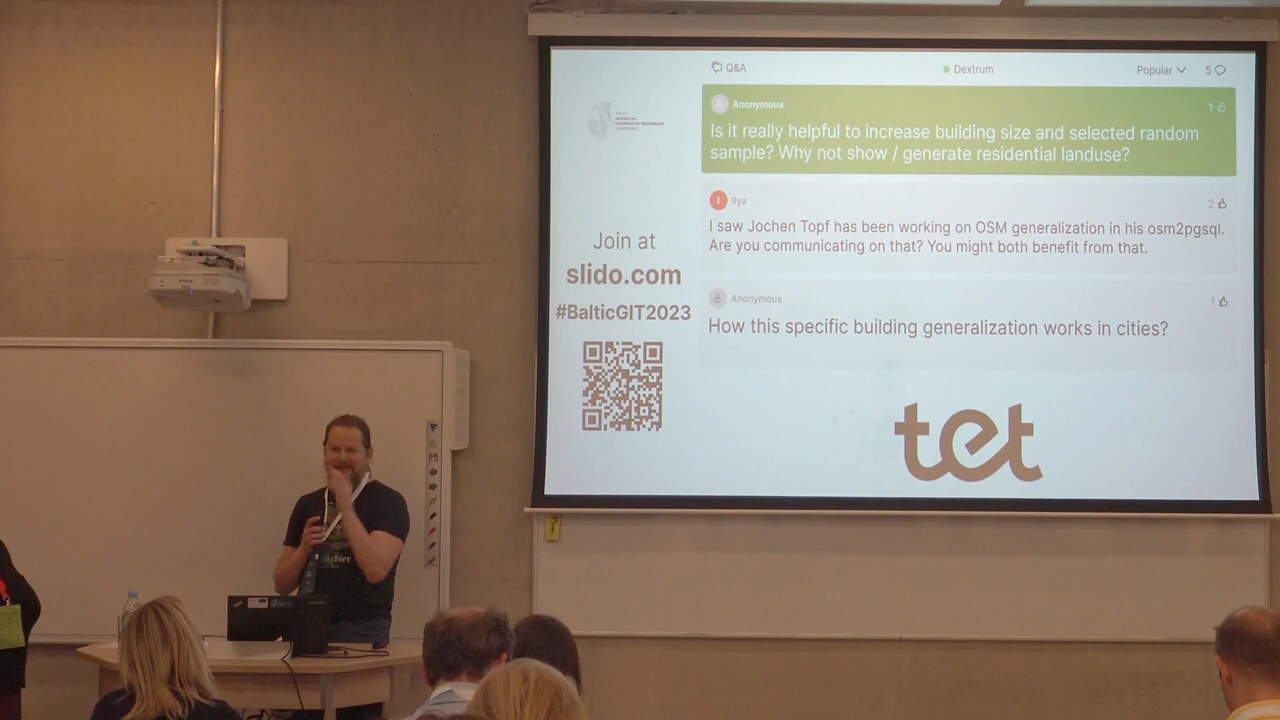 Q&A
Dextrum
Popular
5
Anonymous
1
Is it really helpful to increase building size and selected random
sample? Why not show / generate residential landuse?
I
Ilya
2
I saw Jochen Topf has been working on OSM generalization in his osm2pgsql.
Are you communicating on that? You might both benefit from that.
Anonymous
1
How this specific building generalization works in cities?
Join at
slido.com
#BalticGIT2023
tet